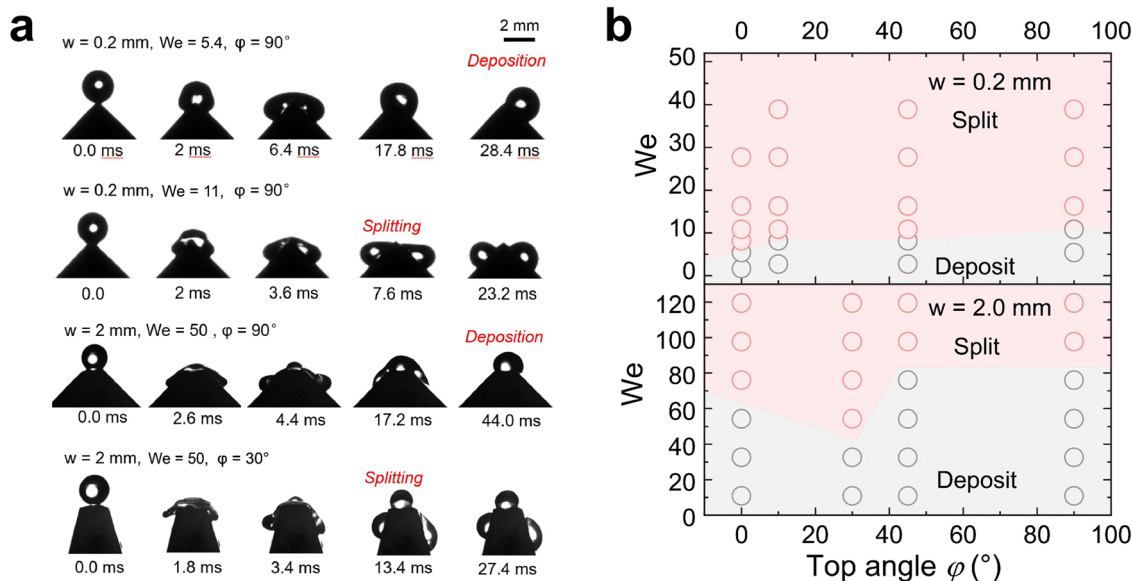 a
2 mm
w = 0.2 mm, We = 5.4, φ = 90°
Deposition
0.0 ms
2 ms
6.4 ms
17.8 ms
28.4 ms
w = 0.2 mm, We = 11, φ = 90°
Splitting
0.0
2 ms
3.6 ms
7.6 ms
23.2 ms
w = 2 mm, We = 50 , φ = 90°
Deposition
0.0 ms
2.6 ms
4.4 ms
17.2 ms
44.0 ms
w = 2 mm, We = 50, φ = 30°
Splitting
0.0 ms
1.8 ms
3.4 ms
13.4 ms
27.4 ms
b
0 20 40 60 80 100
50
40
30
20
10
0
We
w = 0.2 mm
Split
Deposit
120
100
80
60
40
20
0
We
w = 2.0 mm
Split
Deposit
0 20 40 60 80 100
Top angle φ (°)